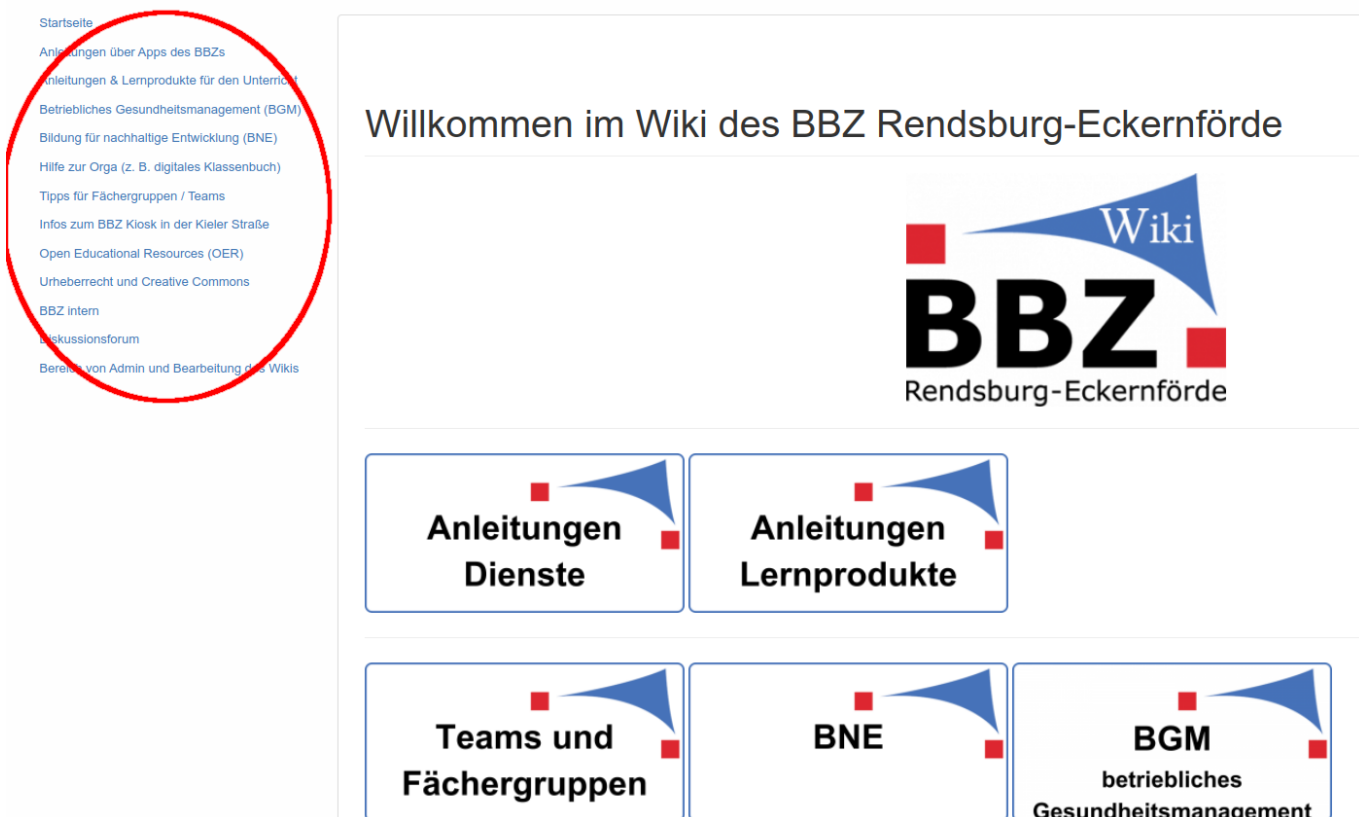 Startseite
Anleitungen über Apps des BBZs
Anleitungen & Lernprodukte für den Unterricht
Betriebliches Gesundheitsmanagement (BGM)
Bildung für nachhaltige Entwicklung (BNE)
Hilfe zur Orga (z. B. digitales Klassenbuch)
Tipps für Fächergruppen / Teams
Infos zum BBZ Kiosk in der Kieler Straße
Open Educational Resources (OER)
Urheberrecht und Creative Commons
BBZ intern
Diskussionsforum
Bereich von Admin und Bearbeitung des Wikis
Willkommen im Wiki des BBZ Rendsburg-Eckernförde
Wiki
BBZ
Rendsburg-Eckernförde
Anleitungen
Dienste
Anleitungen
Lernprodukte
Teams und
Fächergruppen
BNE
BGM
betriebliches
Gesundheitsmanagement